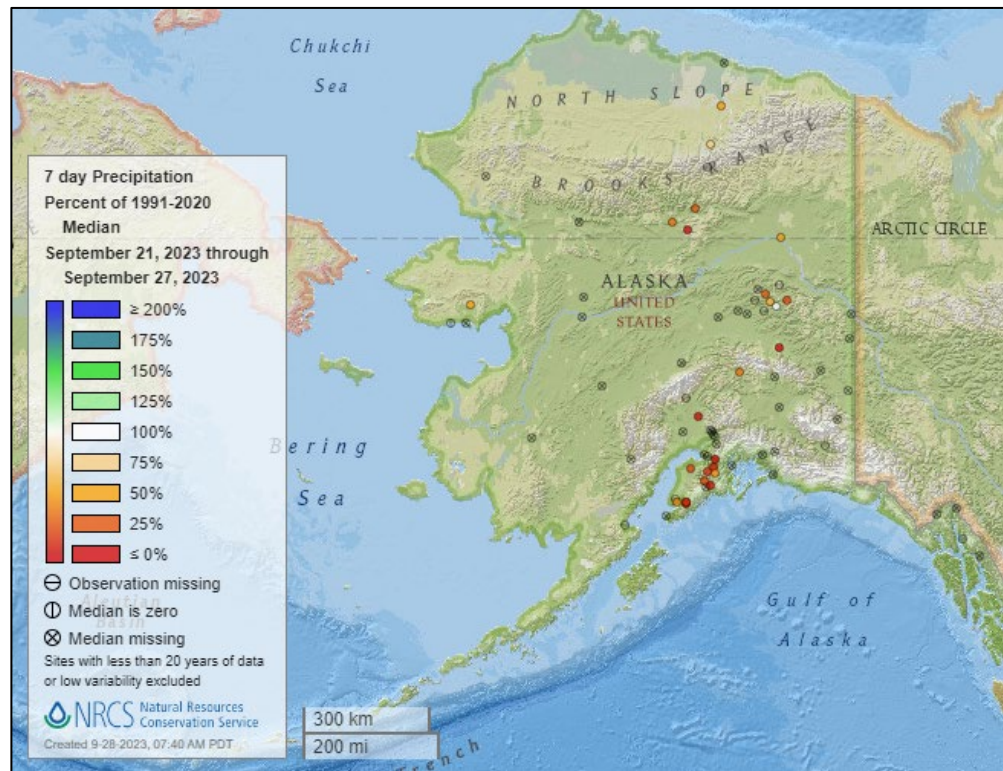 Chukchi
Sea
NORTH SLOPE
BROOKS RANGE
ARCTIC CIRCLE
ALASKA
UNITED
STATES
Bering
Sea
Gulf of
Alaska
Aleutian
Basin
Trench
7 day Precipitation
Percent of 1991-2020
Median
September 21, 2023 through
September 27, 2023
≥ 200%
175%
150%
125%
100%
75%
50%
25%
≤ 0%
Observation missing
Median is zero
Median missing
Sites with less than 20 years of data
or low variability excluded
NRCS Natural Resources
Conservation Service
Created 9-28-2023, 07:40 AM PDT
300 km
200 mi